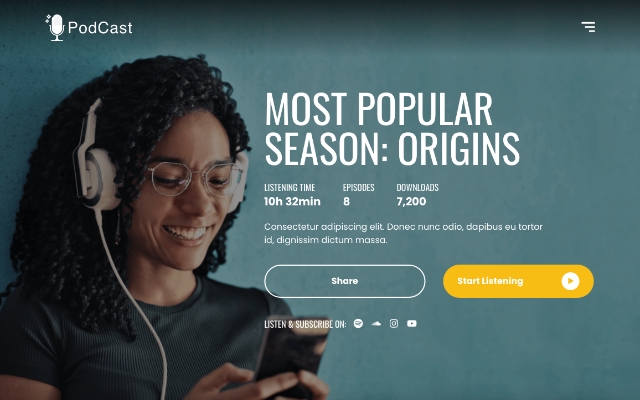 PodCast
MOST POPULAR
SEASON: ORIGINS
LISTENING TIME EPISODES DOWNLOADS
10h 32min 8 7,200
Consectetur adipiscing elit. Donec nunc odio, dapibus eu tortor
id, dignissim dictum massa.
Share Start Listening
LISTEN & SUBSCRIBE ON: